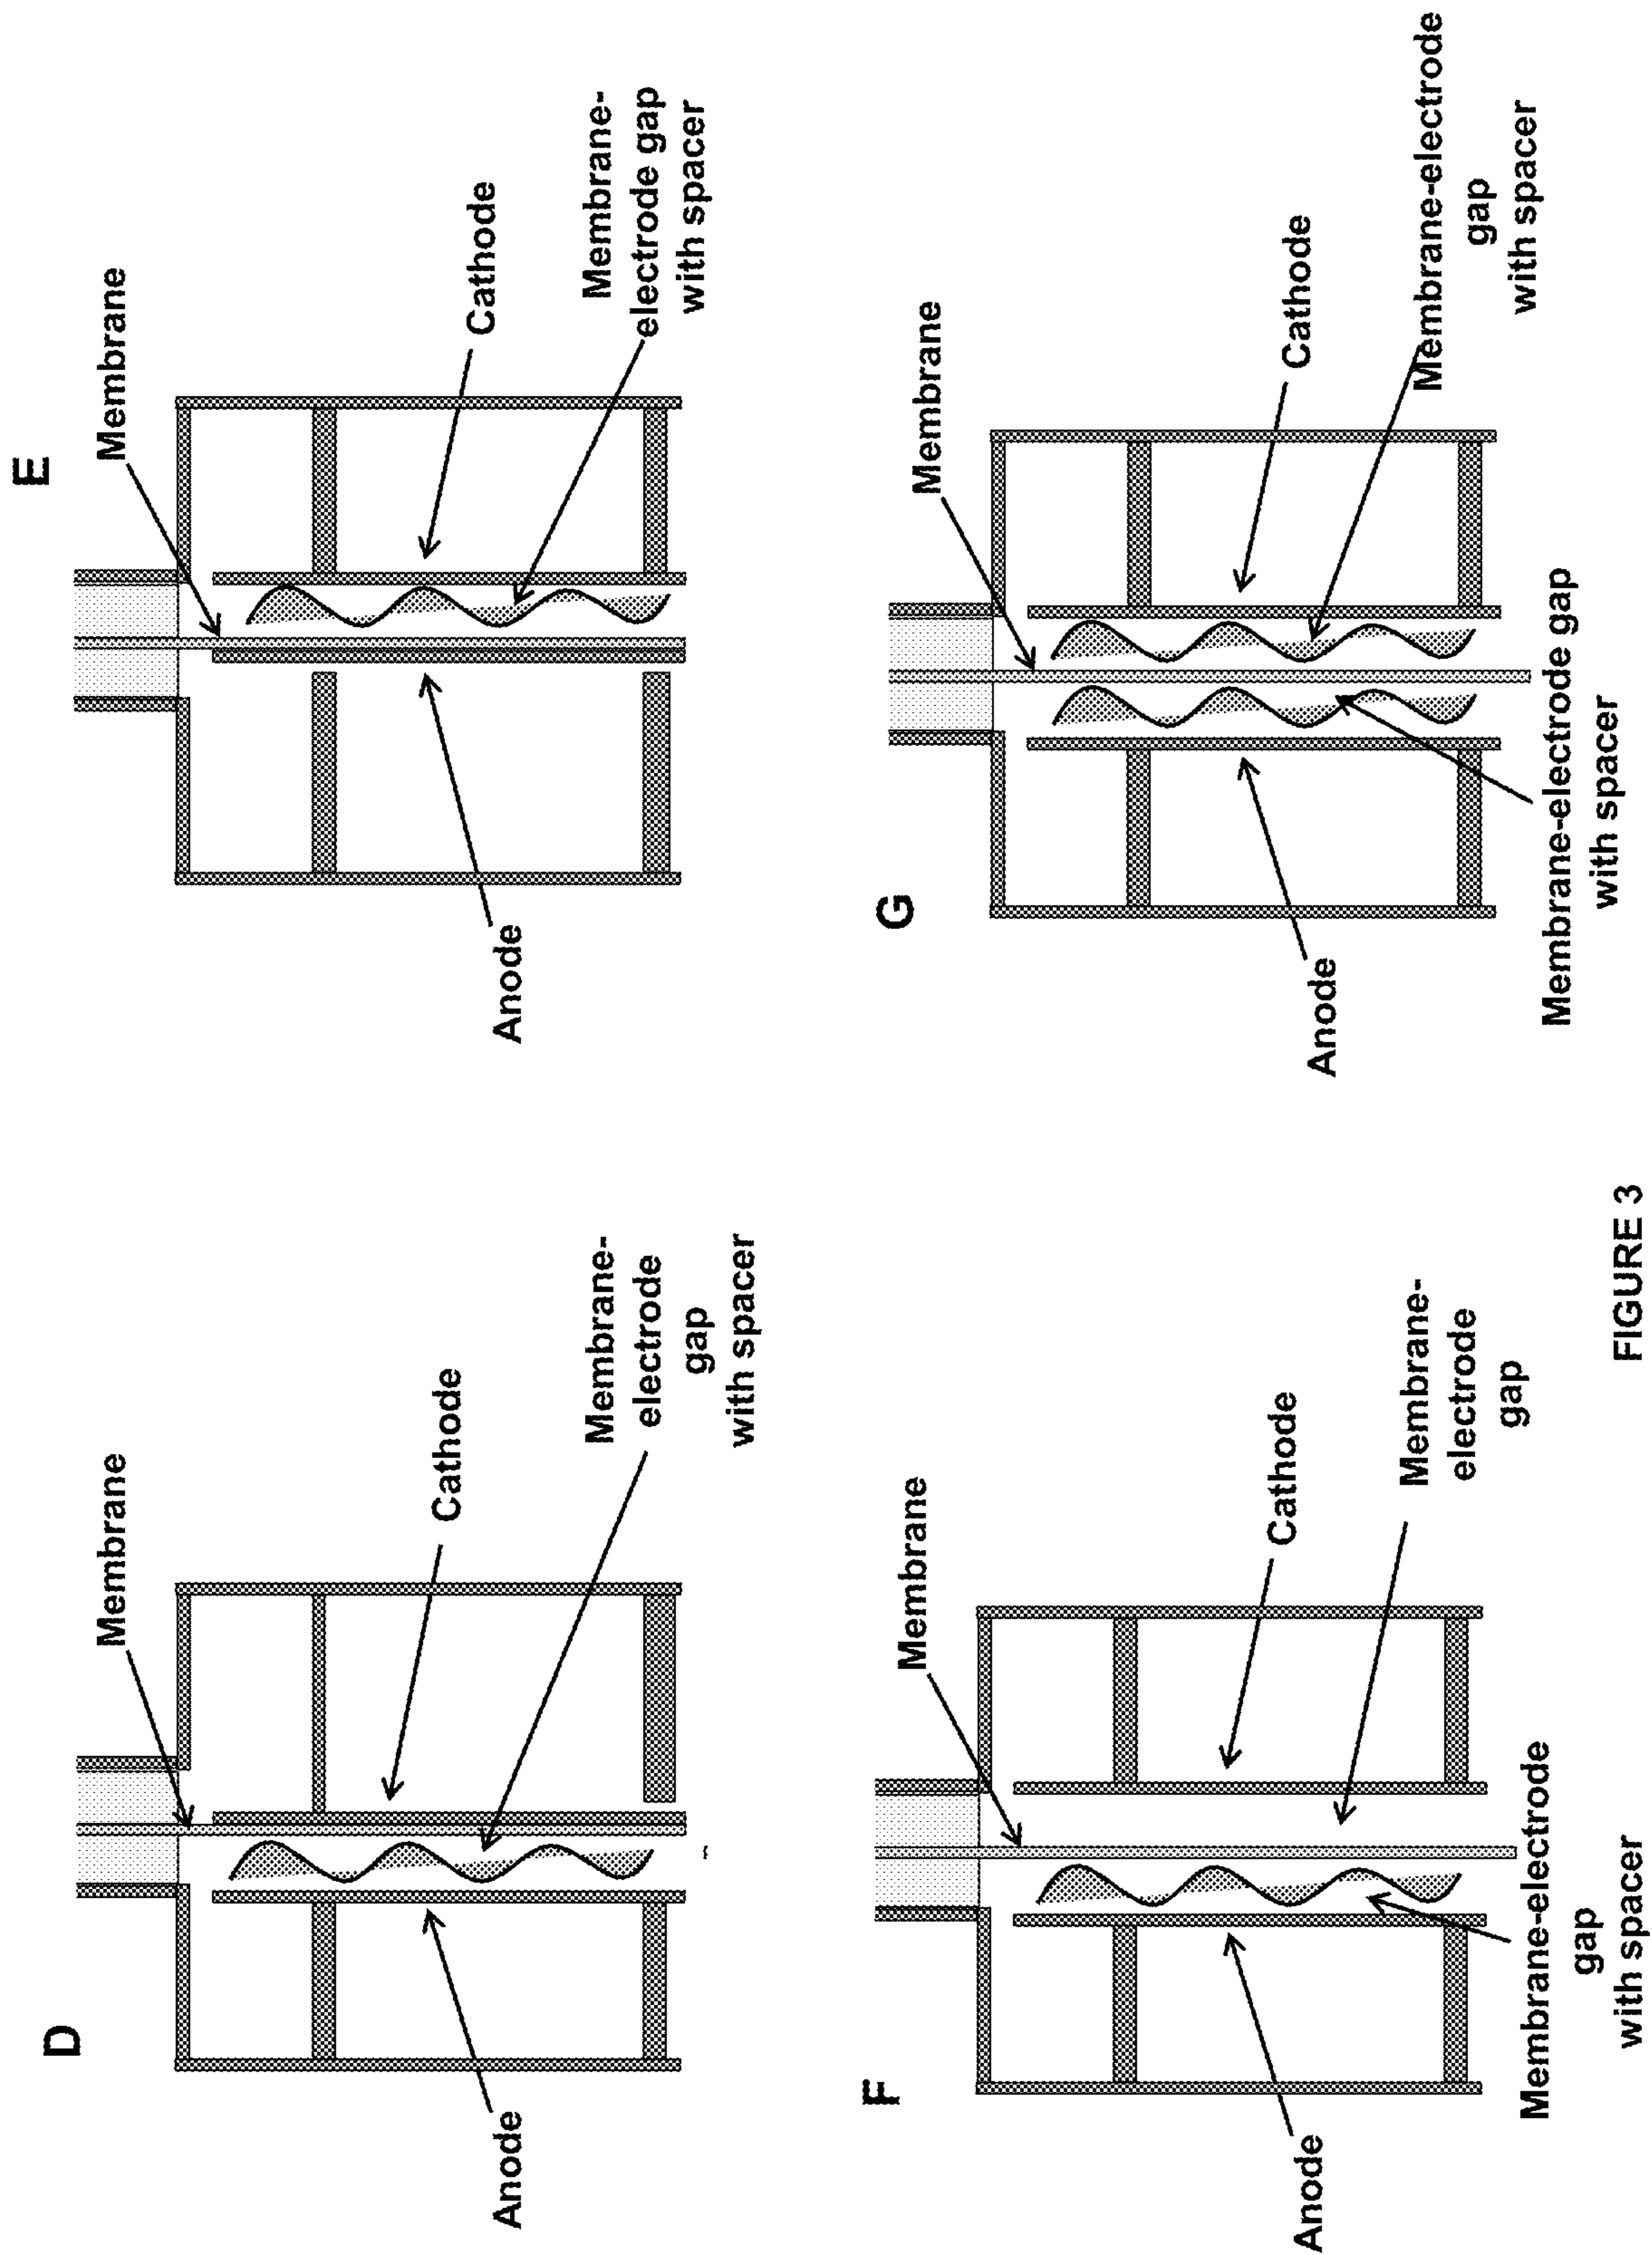 D
Membrane
Cathode
Membrane-
electrode
gap
with spacer
Anode
E
Membrane
Cathode
Membrane-
electrode gap
with spacer
Anode
F
Membrane
Cathode
Membrane-
electrode
gap
Anode
Membrane-electrode
gap
with spacer
G
Membrane
Cathode
Membrane-electrode
gap
with spacer
Anode
Membrane-electrode gap
with spacer
FIGURE 3